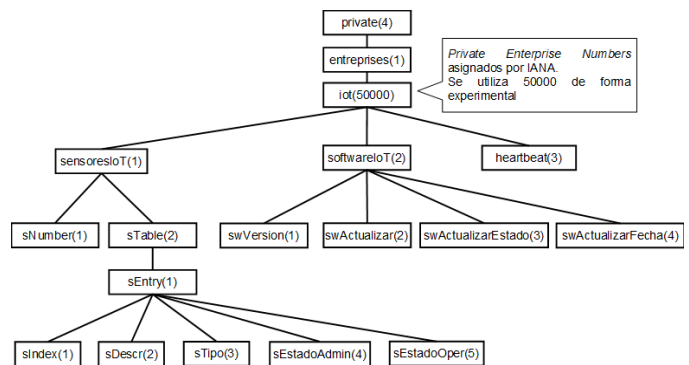 private(4)
entreprises(1)
Private Enterprise Numbers
asignados por IANA.
Se utiliza 50000 de forma
experimental
iot(50000)
sensoresIoT(1)
softwareIoT(2)
heartbeat(3)
sNumber(1)
sTable(2)
swVersion(1)
swActualizar(2)
swActualizarEstado(3)
swActualizarFecha(4)
sEntry(1)
sIndex(1)
sDescr(2)
sTipo(3)
sEstadoAdmin(4)
sEstadoOper(5)